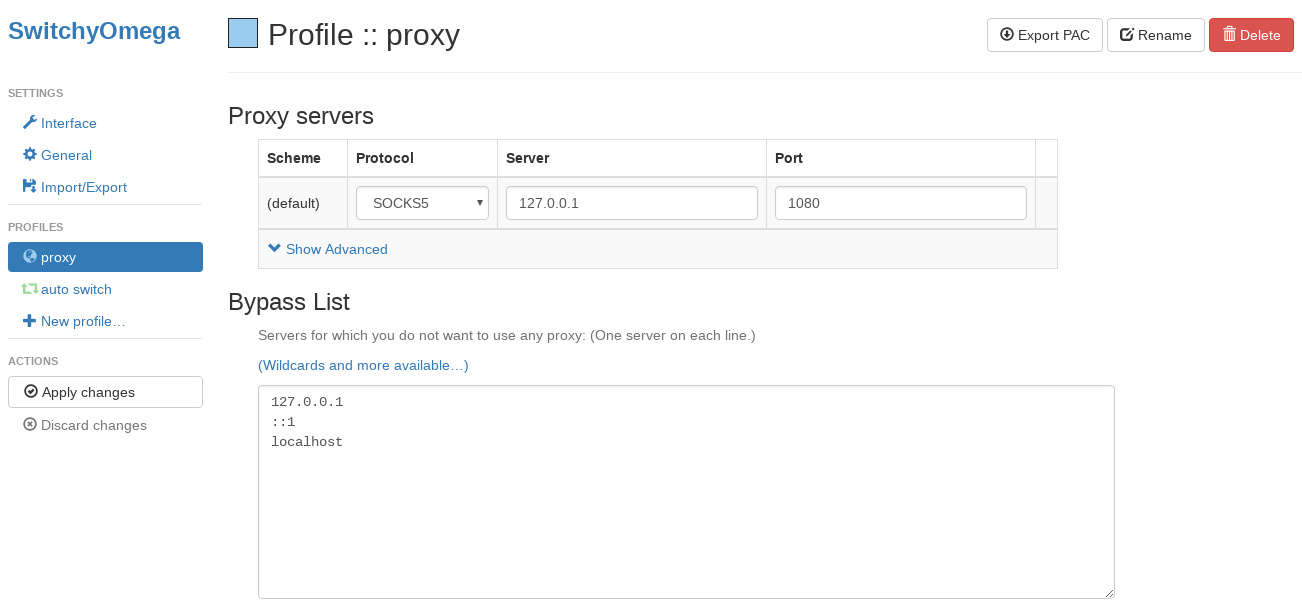 SwitchyOmega
SETTINGS
Interface
General
Import/Export
PROFILES
proxy
auto switch
New profile…
ACTIONS
Apply changes
Discard changes
Profile :: proxy
Export PAC
Rename
Delete
Proxy servers
Scheme Protocol Server Port
(default) SOCKS5 127.0.0.1 1080
Show Advanced
Bypass List
Servers for which you do not want to use any proxy: (One server on each line.)
(Wildcards and more available…)
127.0.0.1
::1
localhost